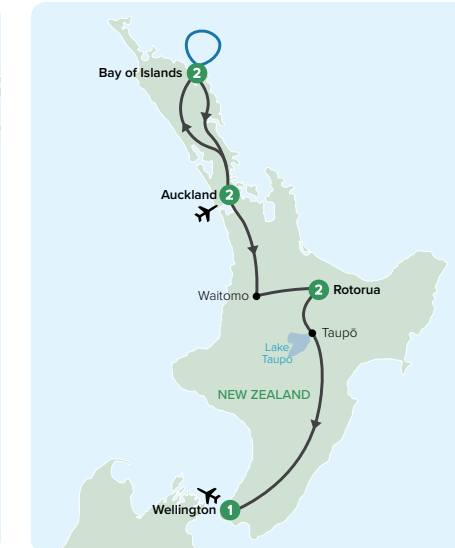 Bay of Islands 2
Auckland 2
Waitomo
2 Rotorua
Taupō
Lake
Taupō
NEW ZEALAND
Wellington 1